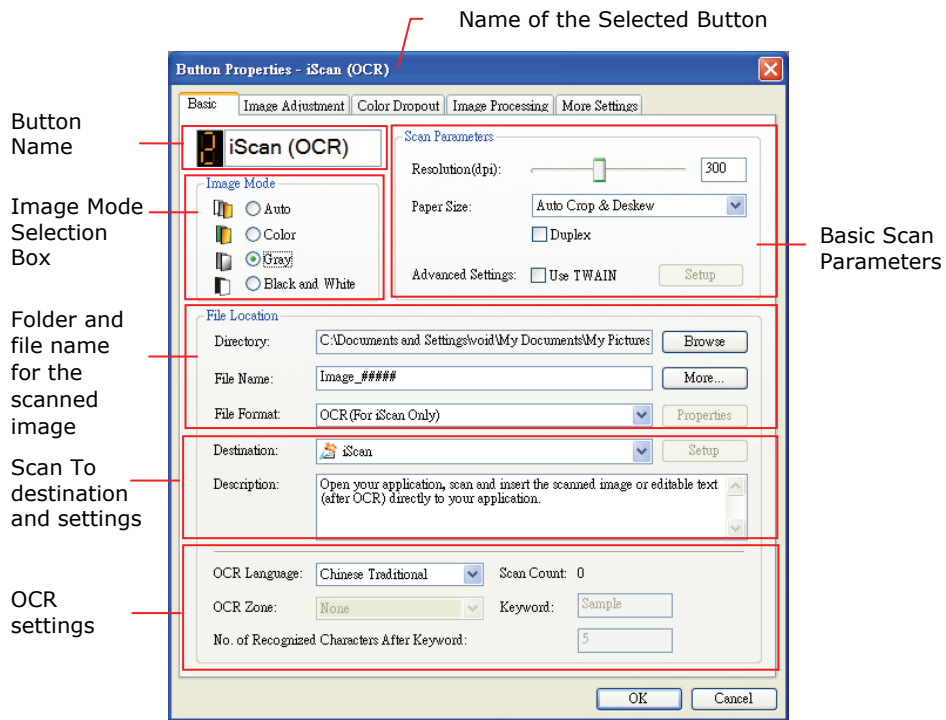 Name of the Selected Button
Button Properties - iScan (OCR)
Basic Image Adjustment Color Dropout Image Processing More Settings
Button
Name
2 iScan (OCR)
Image Mode
Selection
Box
Image Mode
Auto
Color
Gray
Black and White
Scan Parameters
Resolution(dpi): 300
Paper Size: Auto Crop & Deskew
Duplex
Advanced Settings: Use TWAIN Setup
Basic Scan
Parameters
Folder and
file name
for the
scanned
image
File Location
Directory: C:\Documents and Settings\void\My Documents\My Pictures Browse
File Name: Image_##### More...
File Format: OCR(For iScan Only) Properties
Scan To
destination
and settings
Destination: iScan Setup
Description: Open your application, scan and insert the scanned image or editable text
(after OCR) directly to your application.
OCR
settings
OCR Language: Chinese Traditional Scan Count: 0
OCR Zone: None Keyword: Sample
No. of Recognized Characters After Keyword: 5
OK Cancel